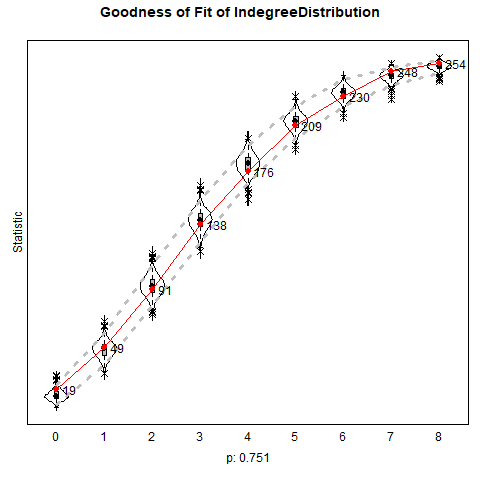 Goodness of Fit of IndegreeDistribution
Statistic
19
49
91
138
176
209
230
248
254
0 1 2 3 4 5 6 7 8
p: 0.751